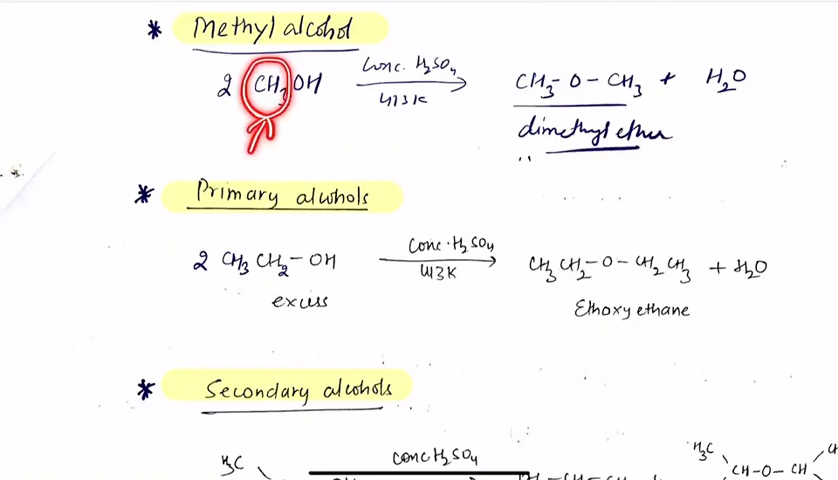 * Methyl alcohol
2 CH₃OH —Conc. H₂SO₄ / 413K→ CH₃-O-CH₃ + H₂O
dimethyl ether
* Primary alcohols
2 CH₃CH₂-OH —Conc. H₂SO₄ / 413K→ CH₃CH₂-O-CH₂CH₃ + H₂O
excess
Ethoxy ethane
* Secondary alcohols
H₃C conc H₂SO₄ H₃C
CH-O-CH